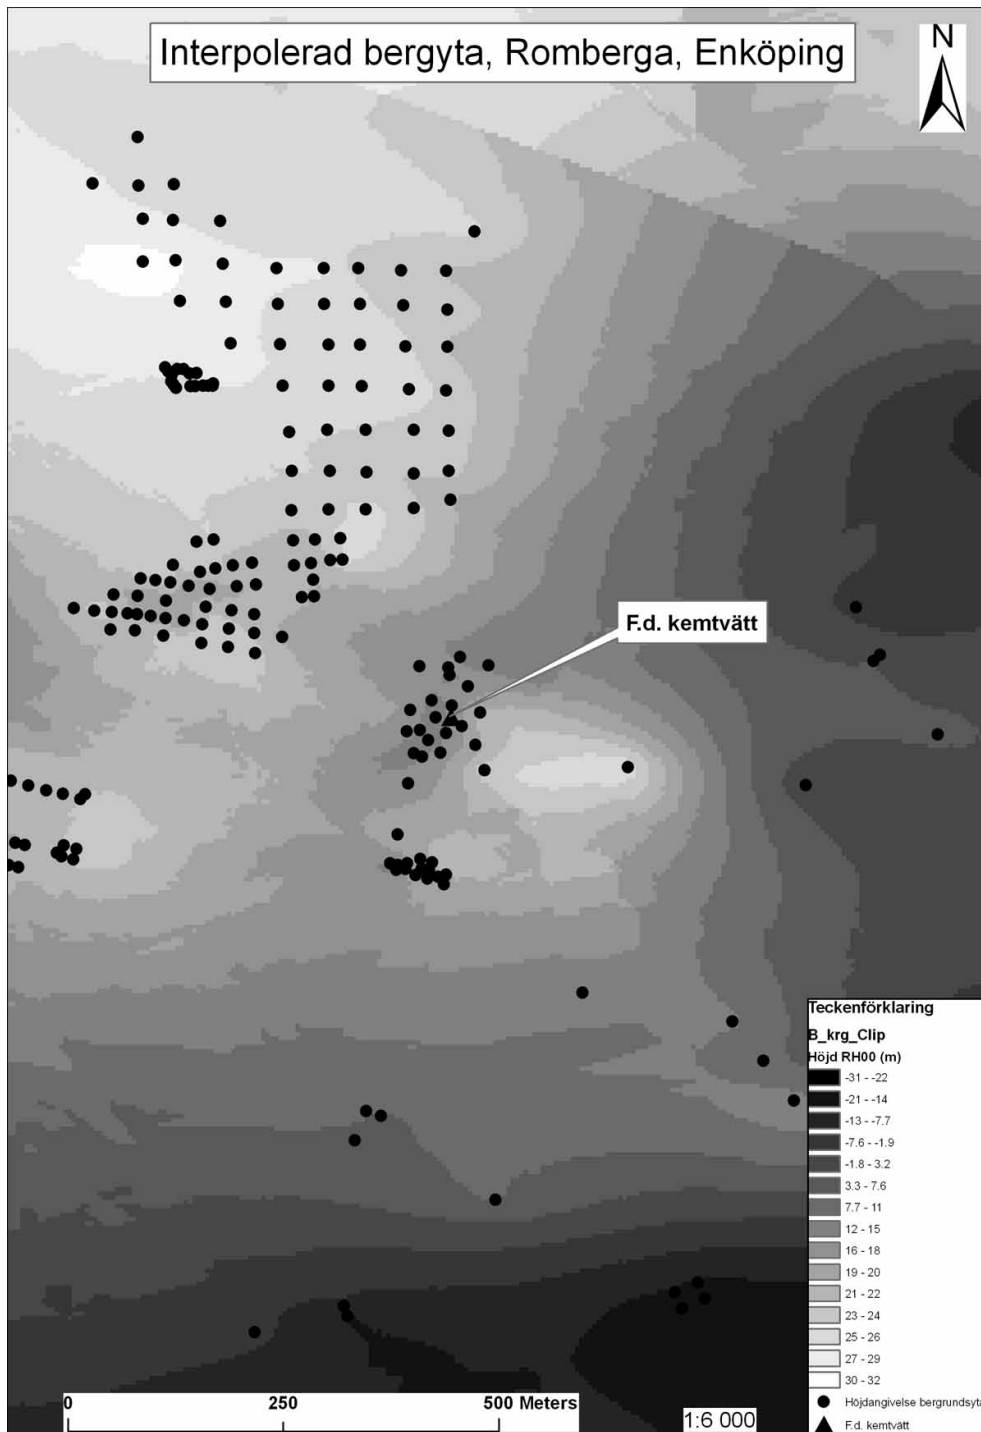 Interpolerad bergyta, Romberga, Enköping
N
F.d. kemtvätt
Teckenförklaring
B_krg_Clip
Höjd RH00 (m)
-31 - -22
-21 - -14
-13 - -7.7
-7.6 - -1.9
-1.8 - 3.2
3.3 - 7.6
7.7 - 11
12 - 15
16 - 18
19 - 20
21 - 22
23 - 24
25 - 26
27 - 29
30 - 32
Höjdangivelse bergrundsyta
F.d. kemtvätt
0 250 500 Meters
1:6 000